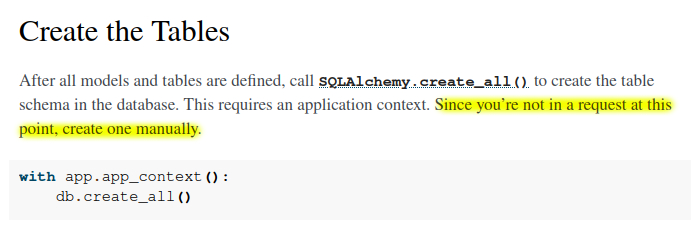 Create the Tables
After all models and tables are defined, call SQLAlchemy.create_all() to create the table
schema in the database. This requires an application context. Since you’re not in a request at this
point, create one manually.
with app.app_context():
    db.create_all()